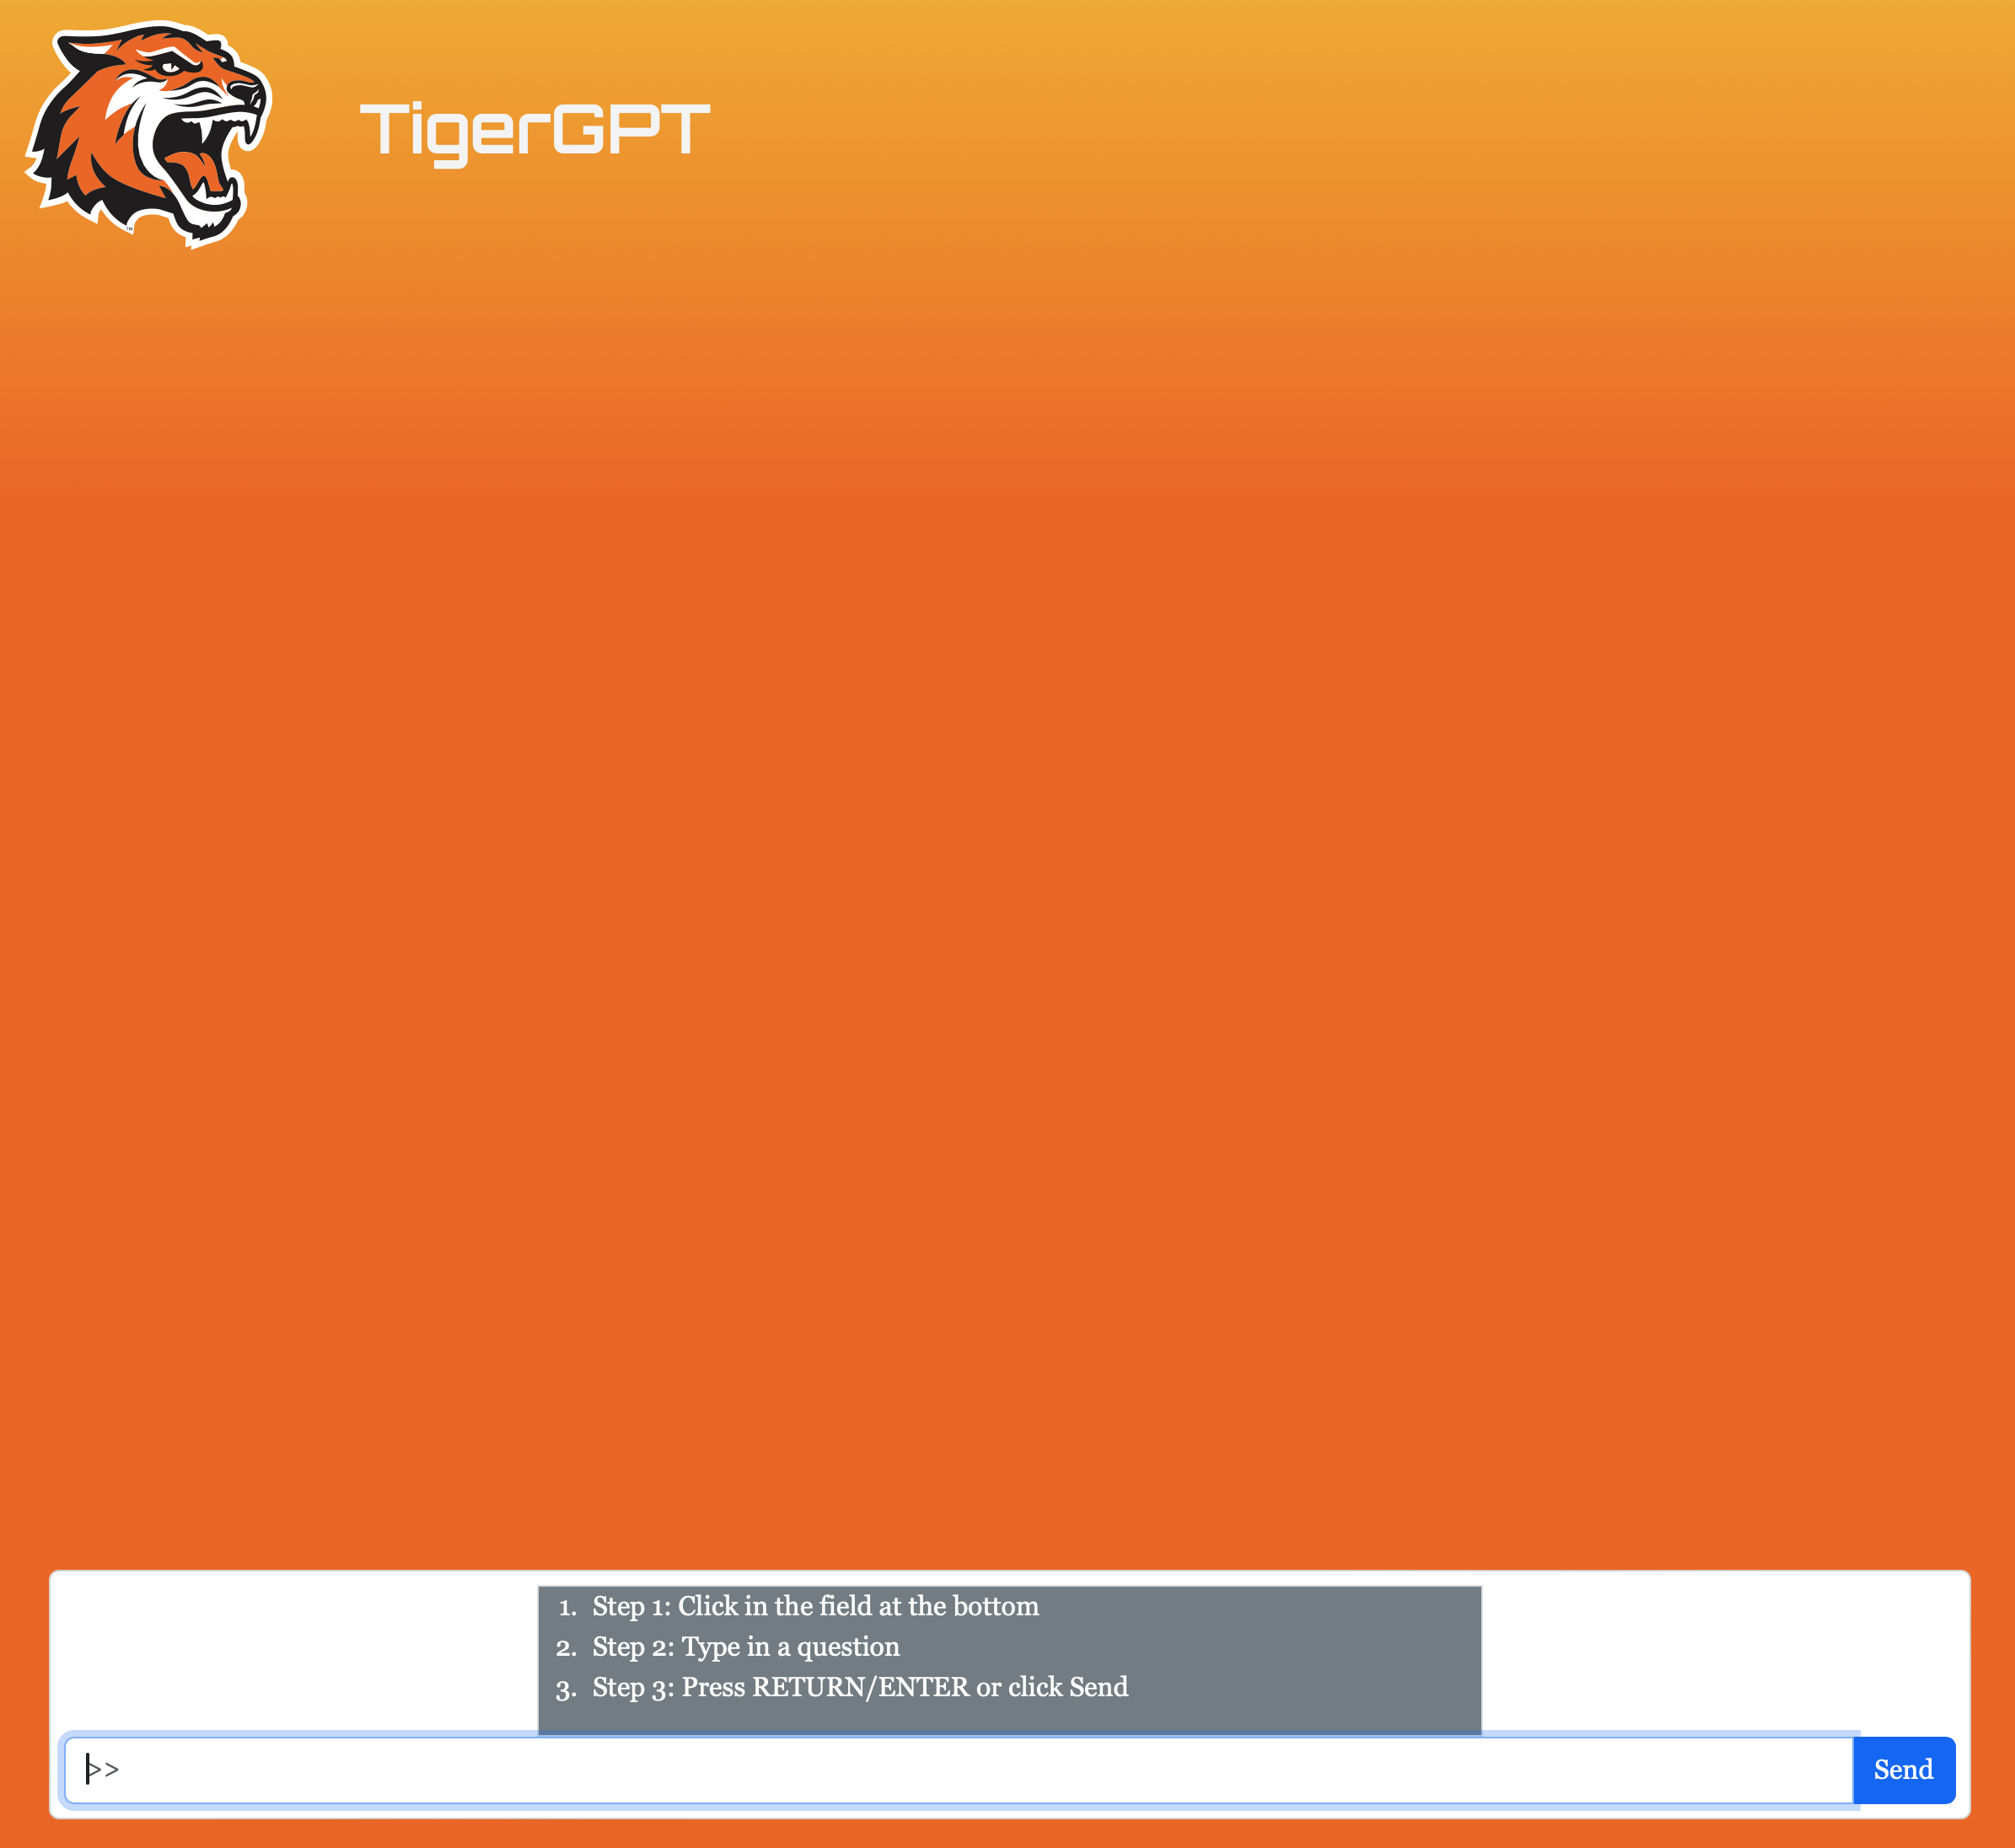 TigerGPT
TM
1. Step 1: Click in the field at the bottom
2. Step 2: Type in a question
3. Step 3: Press RETURN/ENTER or click Send
>>
Send